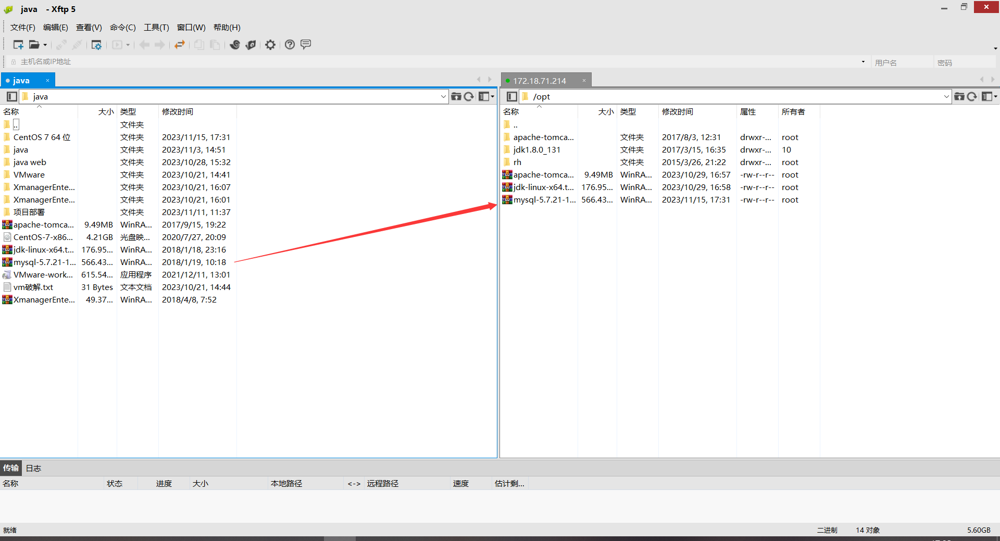 java - Xftp 5
文件(F) 编辑(E) 查看(V) 命令(C) 工具(T) 窗口(W) 帮助(H)
主机名或IP地址 用户名 密码
java × 172.18.71.214 ×
java
/opt
名称 大小 类型 修改时间
.. 文件夹
CentOS 7 64 位 文件夹 2023/11/15, 17:31
java 文件夹 2023/11/3, 14:51
java web 文件夹 2023/10/28, 15:32
VMware 文件夹 2023/10/21, 14:41
XmanagerEnte... 文件夹 2023/10/21, 16:07
XmanagerEnte... 文件夹 2023/10/21, 16:01
项目部署 文件夹 2023/11/11, 11:37
apache-tomca... 9.49MB WinRA... 2017/9/15, 19:22
CentOS-7-x86... 4.21GB 光盘映... 2020/7/27, 20:09
jdk-linux-x64.t... 176.95... WinRA... 2018/1/18, 23:16
mysql-5.7.21-1... 566.43... WinRA... 2018/1/19, 10:18
VMware-work... 615.54... 应用程序 2021/12/11, 13:01
vm破解.txt 31 Bytes 文本文档 2023/10/21, 14:44
XmanagerEnte... 49.37... WinRA... 2018/4/8, 7:52
名称 大小 类型 修改时间 属性 所有者
..
apache-tomca... 文件夹 2017/8/3, 12:31 drwxr-... root
jdk1.8.0_131 文件夹 2017/3/15, 16:35 drwxr-... 10
rh 文件夹 2015/3/26, 21:22 drwxr-... root
apache-tomca... 9.49MB WinRA... 2023/10/29, 16:57 -rw-r--r-- root
jdk-linux-x64.t... 176.95... WinRA... 2023/10/29, 16:58 -rw-r--r-- root
mysql-5.7.21-1... 566.43... WinRA... 2023/11/15, 17:31 -rw-r--r-- root
传输 日志
名称 状态 进度 大小 本地路径 <-> 远程路径 速度 估计剩...
就绪 二进制 14 对象 5.60GB